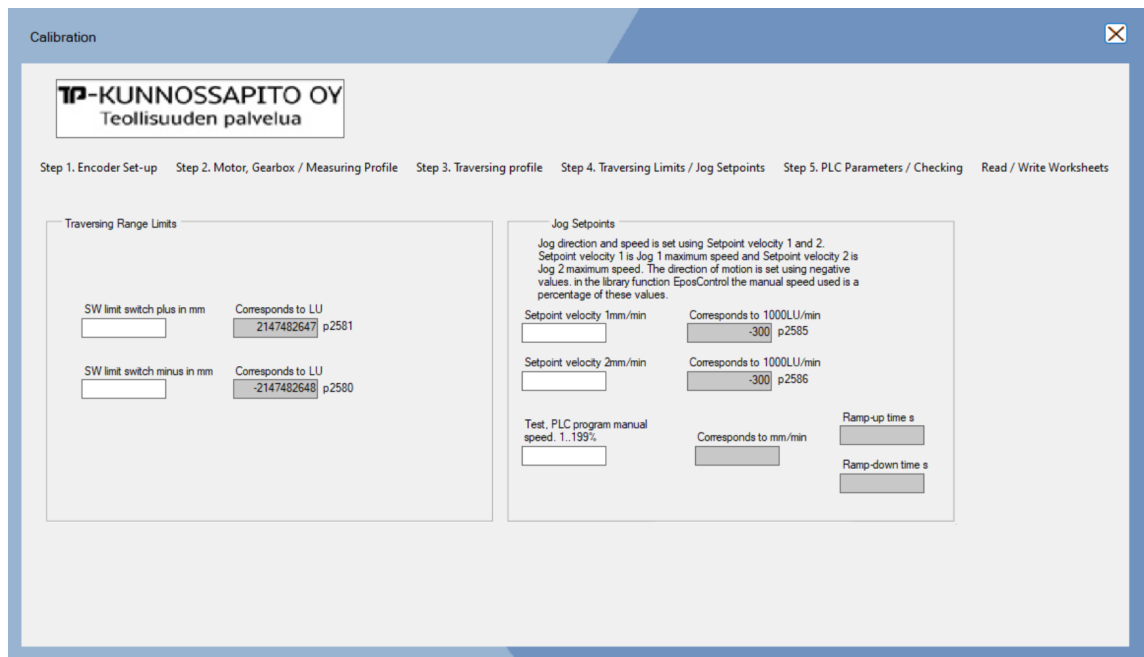 Calibration
TP-KUNNOSSAPITO OY
Teollisuuden palvelua
Step 1. Encoder Set-up Step 2. Motor, Gearbox / Measuring Profile Step 3. Traversing profile Step 4. Traversing Limits / Jog Setpoints Step 5. PLC Parameters / Checking Read / Write Worksheets
Traversing Range Limits
SW limit switch plus in mm Corresponds to LU
2147482647 p2581
SW limit switch minus in mm Corresponds to LU
-2147482648 p2580
Jog Setpoints
Jog direction and speed is set using Setpoint velocity 1 and 2.
Setpoint velocity 1 is Jog 1 maximum speed and Setpoint velocity 2 is
Jog 2 maximum speed. The direction of motion is set using negative
values. in the library function EposControl the manual speed used is a
percentage of these values.
Setpoint velocity 1mm/min Corresponds to 1000LU/min
-300 p2585
Setpoint velocity 2mm/min Corresponds to 1000LU/min
-300 p2586
Test, PLC program manual
speed. 1..199% Corresponds to mm/min
Ramp-up time s
Ramp-down time s